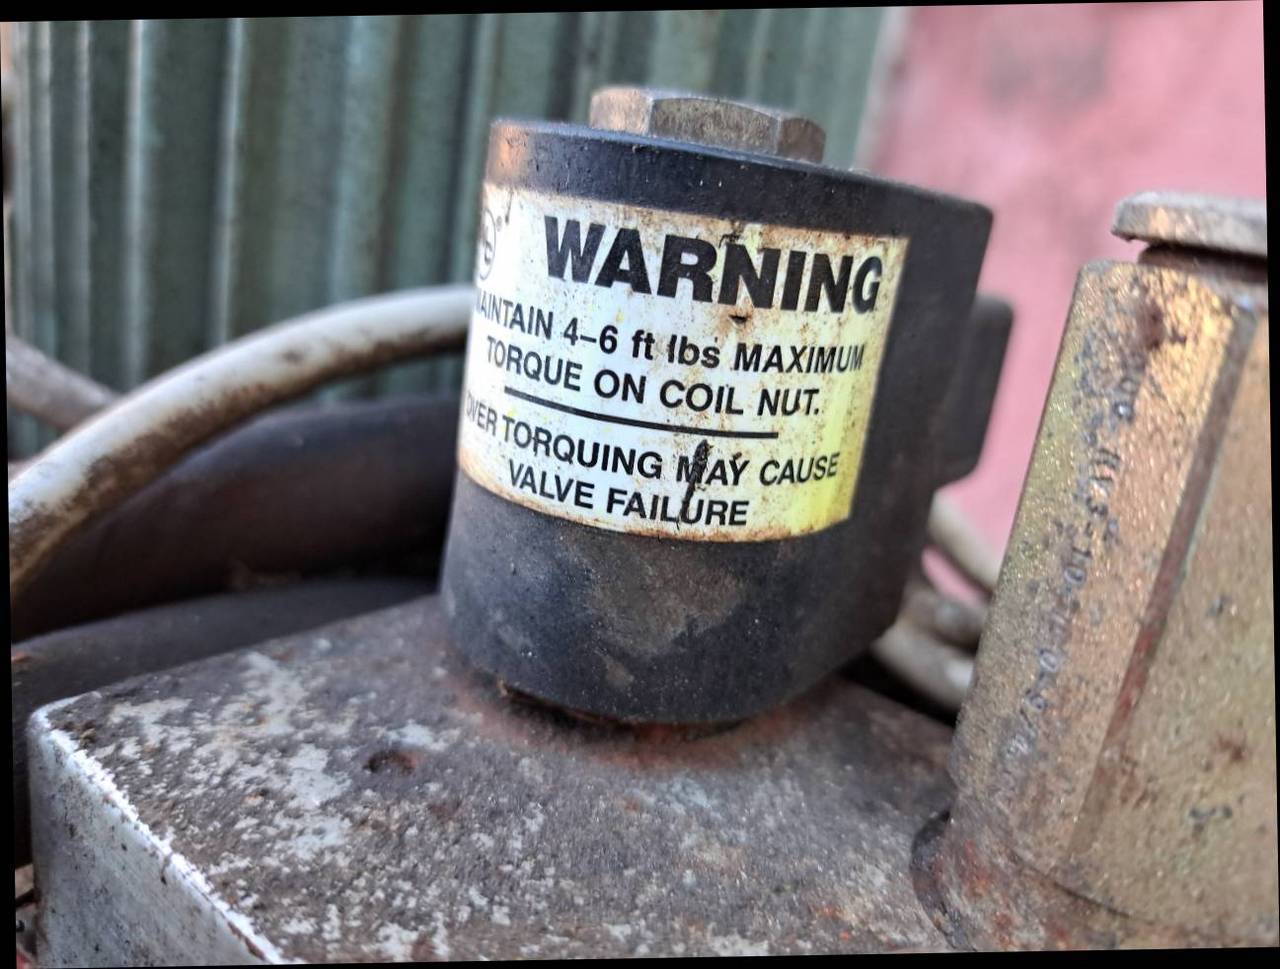 WARNING
MAINTAIN 4–6 ft lbs MAXIMUM
TORQUE ON COIL NUT.
OVER TORQUING MAY CAUSE
VALVE FAILURE